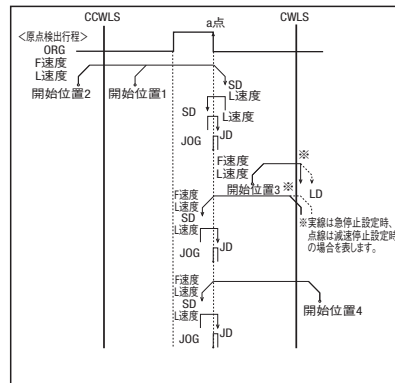 CCWLS
CWLS
a点
<原点検出行程>
ORG
F速度
L速度
SD
開始位置2
開始位置1
L速度
SD
L速度
JOG
JD
F速度
L速度
※
開始位置3
※
LD
F速度
L速度
SD
L速度
※実線は急停止設定時、
点線は減速停止設定時
の場合を表します。
JOG
JD
F速度
L速度
SD
L速度
開始位置4
JOG
JD